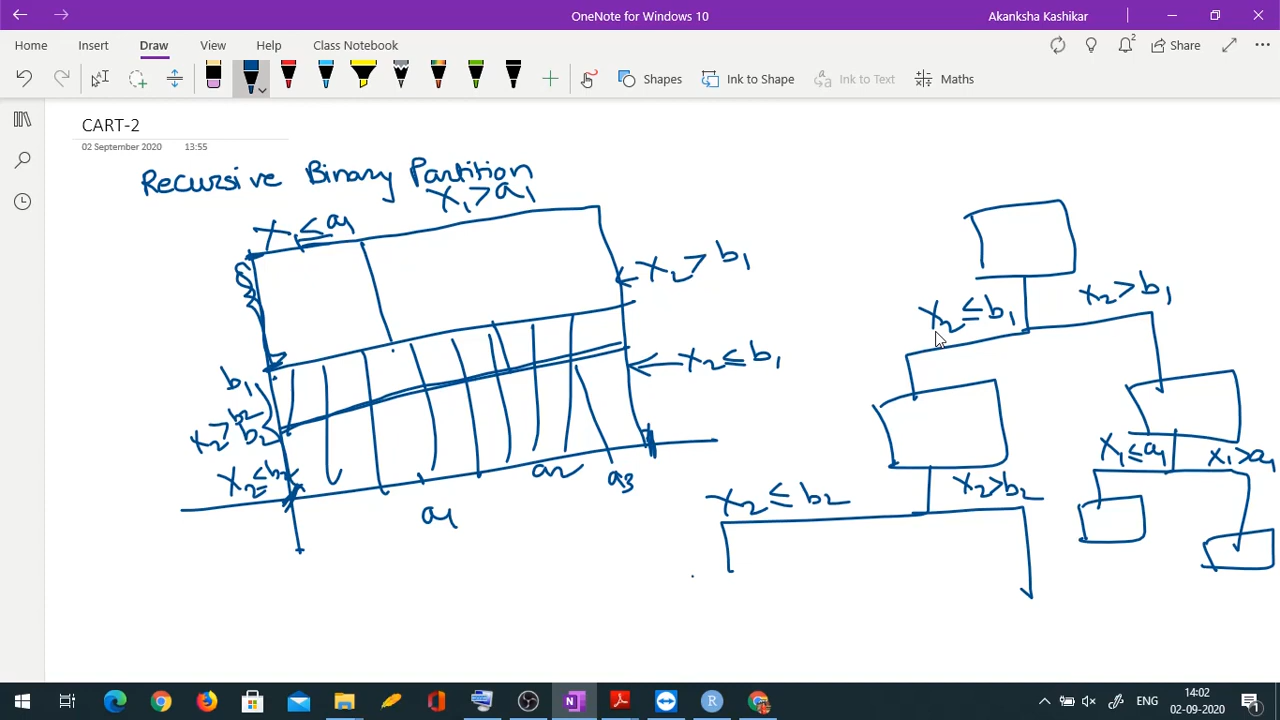 OneNote for Windows 10
Akanksha Kashikar
Home Insert Draw View Help Class Notebook
Share
Shapes Ink to Shape Ink to Text Maths
CART-2
02 September 2020 13:55
Recursive Binary Partition
x₁ ≤ a₁
x₁ > a₁
x₂ > b₁
x₂ ≤ b₁
b₁
b₂
x₂ > b₂
x₂ ≤ b₂
a₁
a₂
a₃
x₂ ≤ b₁
x₂ > b₁
x₁ ≤ a₁
x₁ > a₁
x₂ ≤ b₂
x₂ > b₂
ENG
14:02
02-09-2020
1